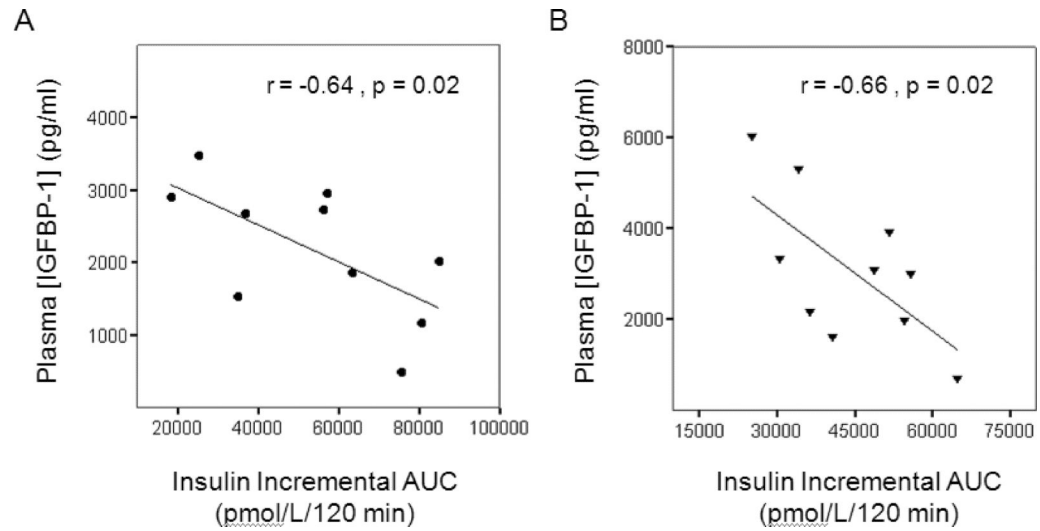 A
r = -0.64 , p = 0.02
Plasma [IGFBP-1] (pg/ml)
4000
3000
2000
1000
20000 40000 60000 80000 100000
Insulin Incremental AUC
(pmol/L/120 min)
B
r = -0.66 , p = 0.02
Plasma [IGFBP-1] (pg/ml)
8000
6000
4000
2000
15000 30000 45000 60000 75000
Insulin Incremental AUC
(pmol/L/120 min)